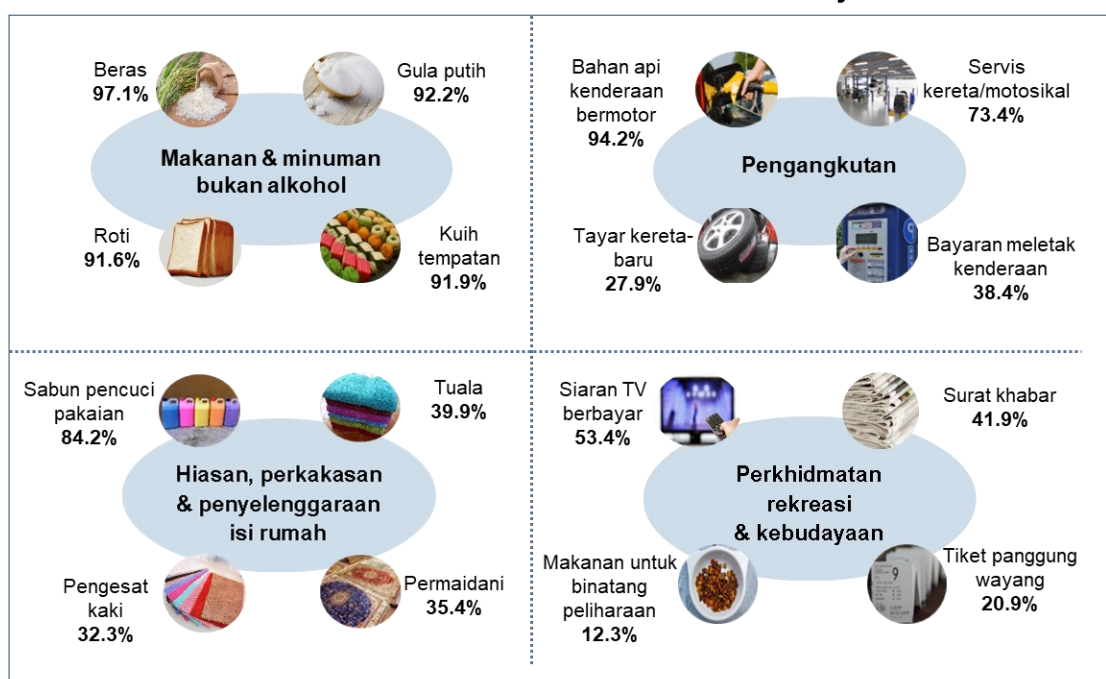 Beras
97.1%
Gula putih
92.2%
Makanan & minuman
bukan alkohol
Roti
91.6%
Kuih
tempatan
91.9%
Bahan api
kenderaan
bermotor
94.2%
Servis
kereta/motosikal
73.4%
Pengangkutan
Tayar kereta-
baru
27.9%
Bayaran meletak
kenderaan
38.4%
Sabun pencuci
pakaian
84.2%
Tuala
39.9%
Hiasan, perkakasan
& penyelenggaraan
isi rumah
Pengesat
kaki
32.3%
Permaidani
35.4%
Siaran TV
berbayar
53.4%
Surat khabar
41.9%
Perkhidmatan
rekreasi
& kebudayaan
Makanan untuk
binatang
peliharaan
12.3%
Tiket panggung
wayang
20.9%
9